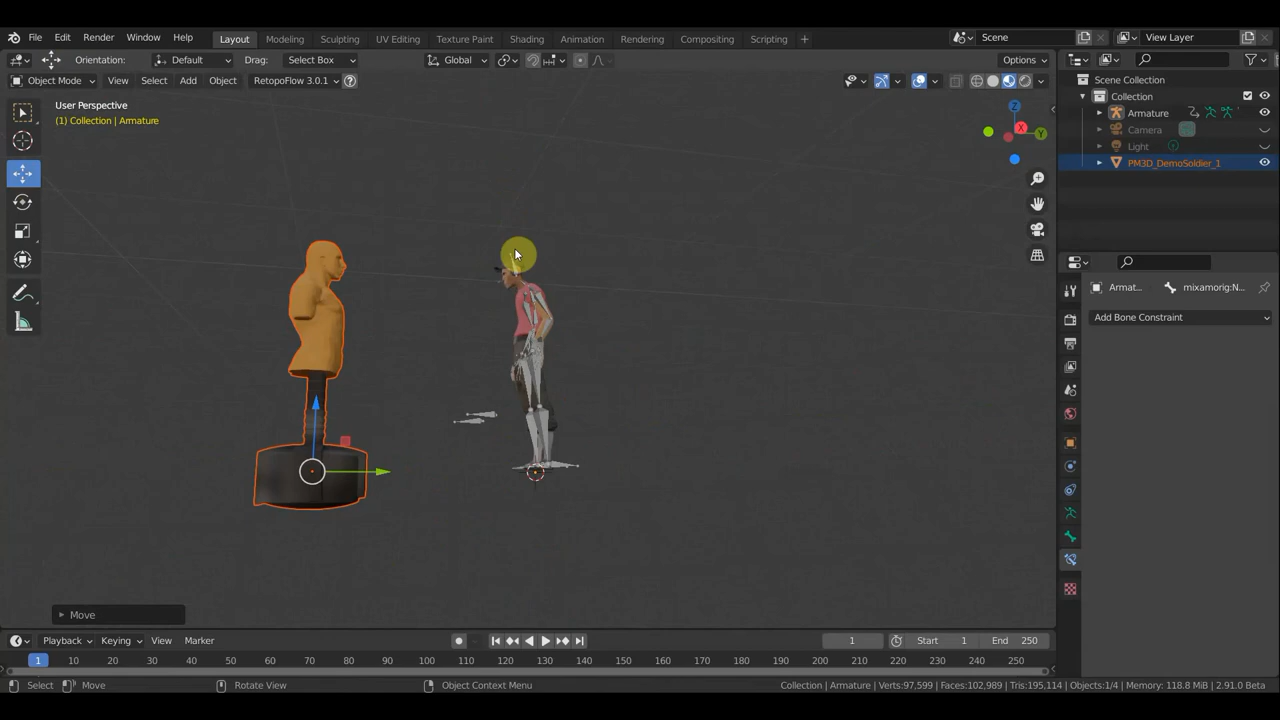 File Edit Render Window Help Layout Modeling Sculpting UV Editing Texture Paint Shading Animation Rendering Compositing Scripting + Scene View Layer
Orientation: Default Drag: Select Box Global Options
Object Mode View Select Add Object RetopoFlow 3.0.1
User Perspective
(1) Collection | Armature
Scene Collection
Collection
Armature
Camera
Light
PM3D_DemoSoldier_1
X
Y
Z
Armat...
mixamorig:N...
Add Bone Constraint
Move
Playback Keying View Marker 1 Start 1 End 250
1 10 20 30 40 50 60 70 80 90 100 110 120 130 140 150 160 170 180 190 200 210 220 230 240 250
Select Move Rotate View Object Context Menu Collection | Armature | Verts:97,599 | Faces:102,989 | Tris:195,114 | Objects:1/4 | Memory: 118.8 MiB | 2.91.0 Beta